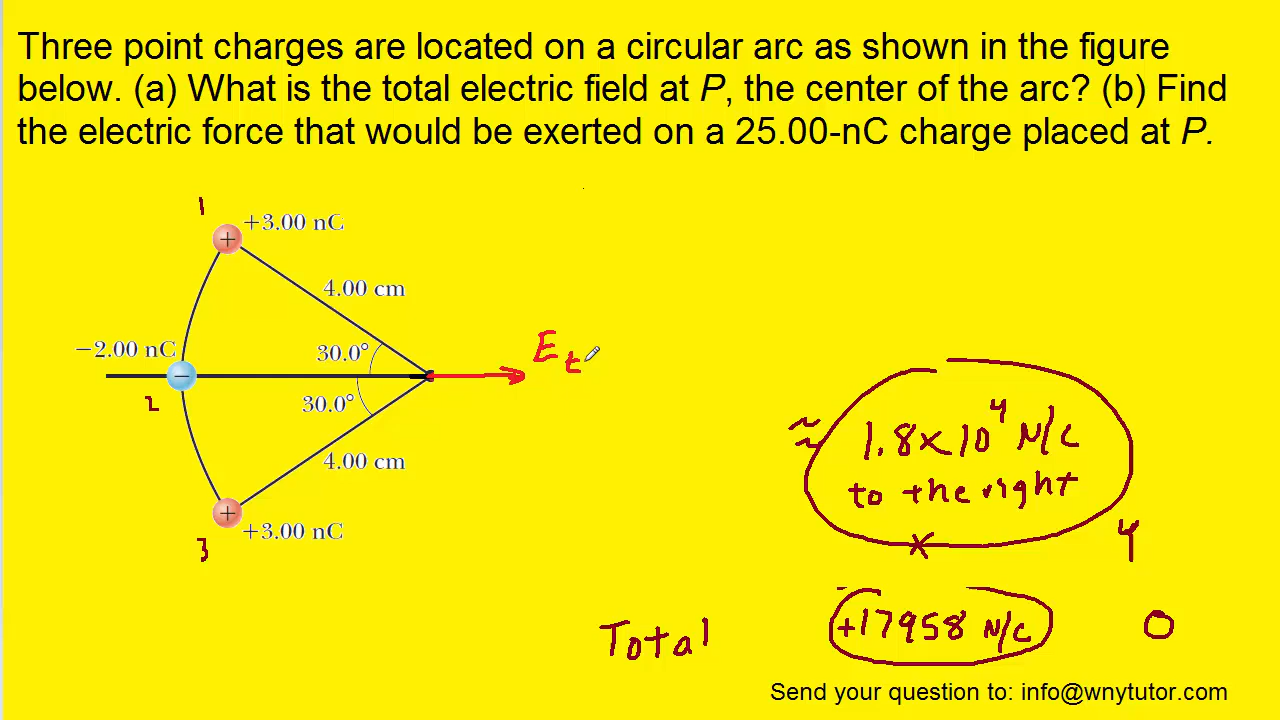 Three point charges are located on a circular arc as shown in the figure
below. (a) What is the total electric field at P, the center of the arc? (b) Find
the electric force that would be exerted on a 25.00-nC charge placed at P.
1
+3.00 nC
4.00 cm
E t
−2.00 nC
30.0°
2
30.0°
≈ 1.8×10⁴ N/C
to the right
4.00 cm
+3.00 nC
3
x y
Total +17958 N/C 0
Send your question to: info@wnytutor.com